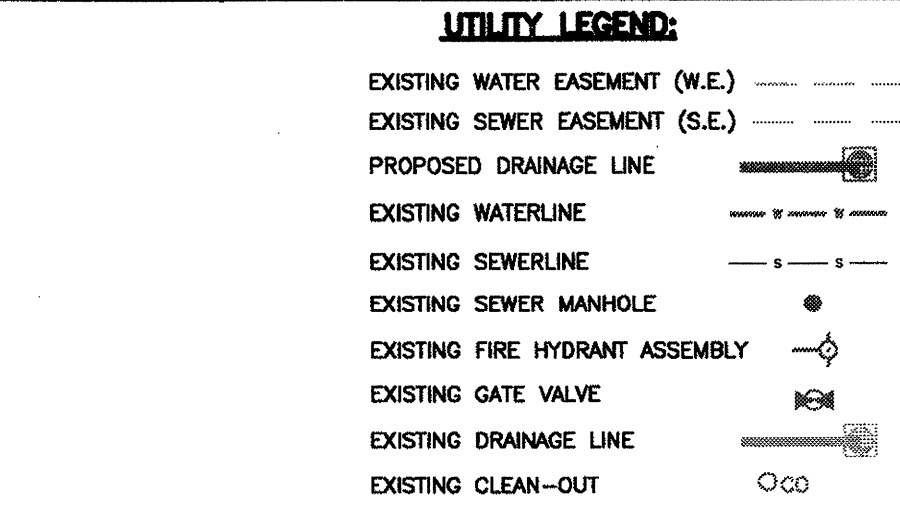 UTILITY LEGEND:
EXISTING WATER EASEMENT (W.E.)
EXISTING SEWER EASEMENT (S.E.)
PROPOSED DRAINAGE LINE
EXISTING WATERLINE W W
EXISTING SEWERLINE S S
EXISTING SEWER MANHOLE
EXISTING FIRE HYDRANT ASSEMBLY
EXISTING GATE VALVE
EXISTING DRAINAGE LINE
EXISTING CLEAN-OUT CO